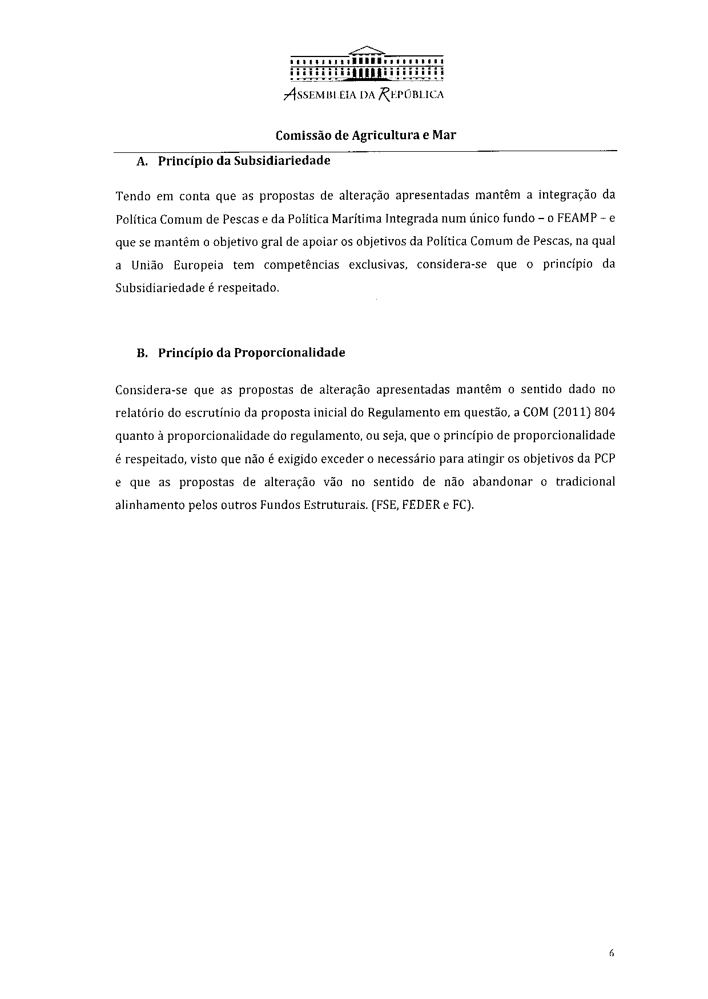 ASSEMBLEIA DA REPÚBLICA
Comissão de Agricultura e Mar
A. Princípio da Subsidiariedade
Tendo em conta que as propostas de alteração apresentadas mantêm a integração da
Política Comum de Pescas e da Política Marítima Integrada num único fundo – o FEAMP – e
que se mantêm o objetivo gral de apoiar os objetivos da Política Comum de Pescas, na qual
a União Europeia tem competências exclusivas, considera-se que o princípio da
Subsidiariedade é respeitado.
B. Princípio da Proporcionalidade
Considera-se que as propostas de alteração apresentadas mantêm o sentido dado no
relatório do escrutínio da proposta inicial do Regulamento em questão, a COM (2011) 804
quanto à proporcionalidade do regulamento, ou seja, que o princípio de proporcionalidade
é respeitado, visto que não é exigido exceder o necessário para atingir os objetivos da PCP
e que as propostas de alteração vão no sentido de não abandonar o tradicional
alinhamento pelos outros Fundos Estruturais. (FSE, FEDER e FC).
6